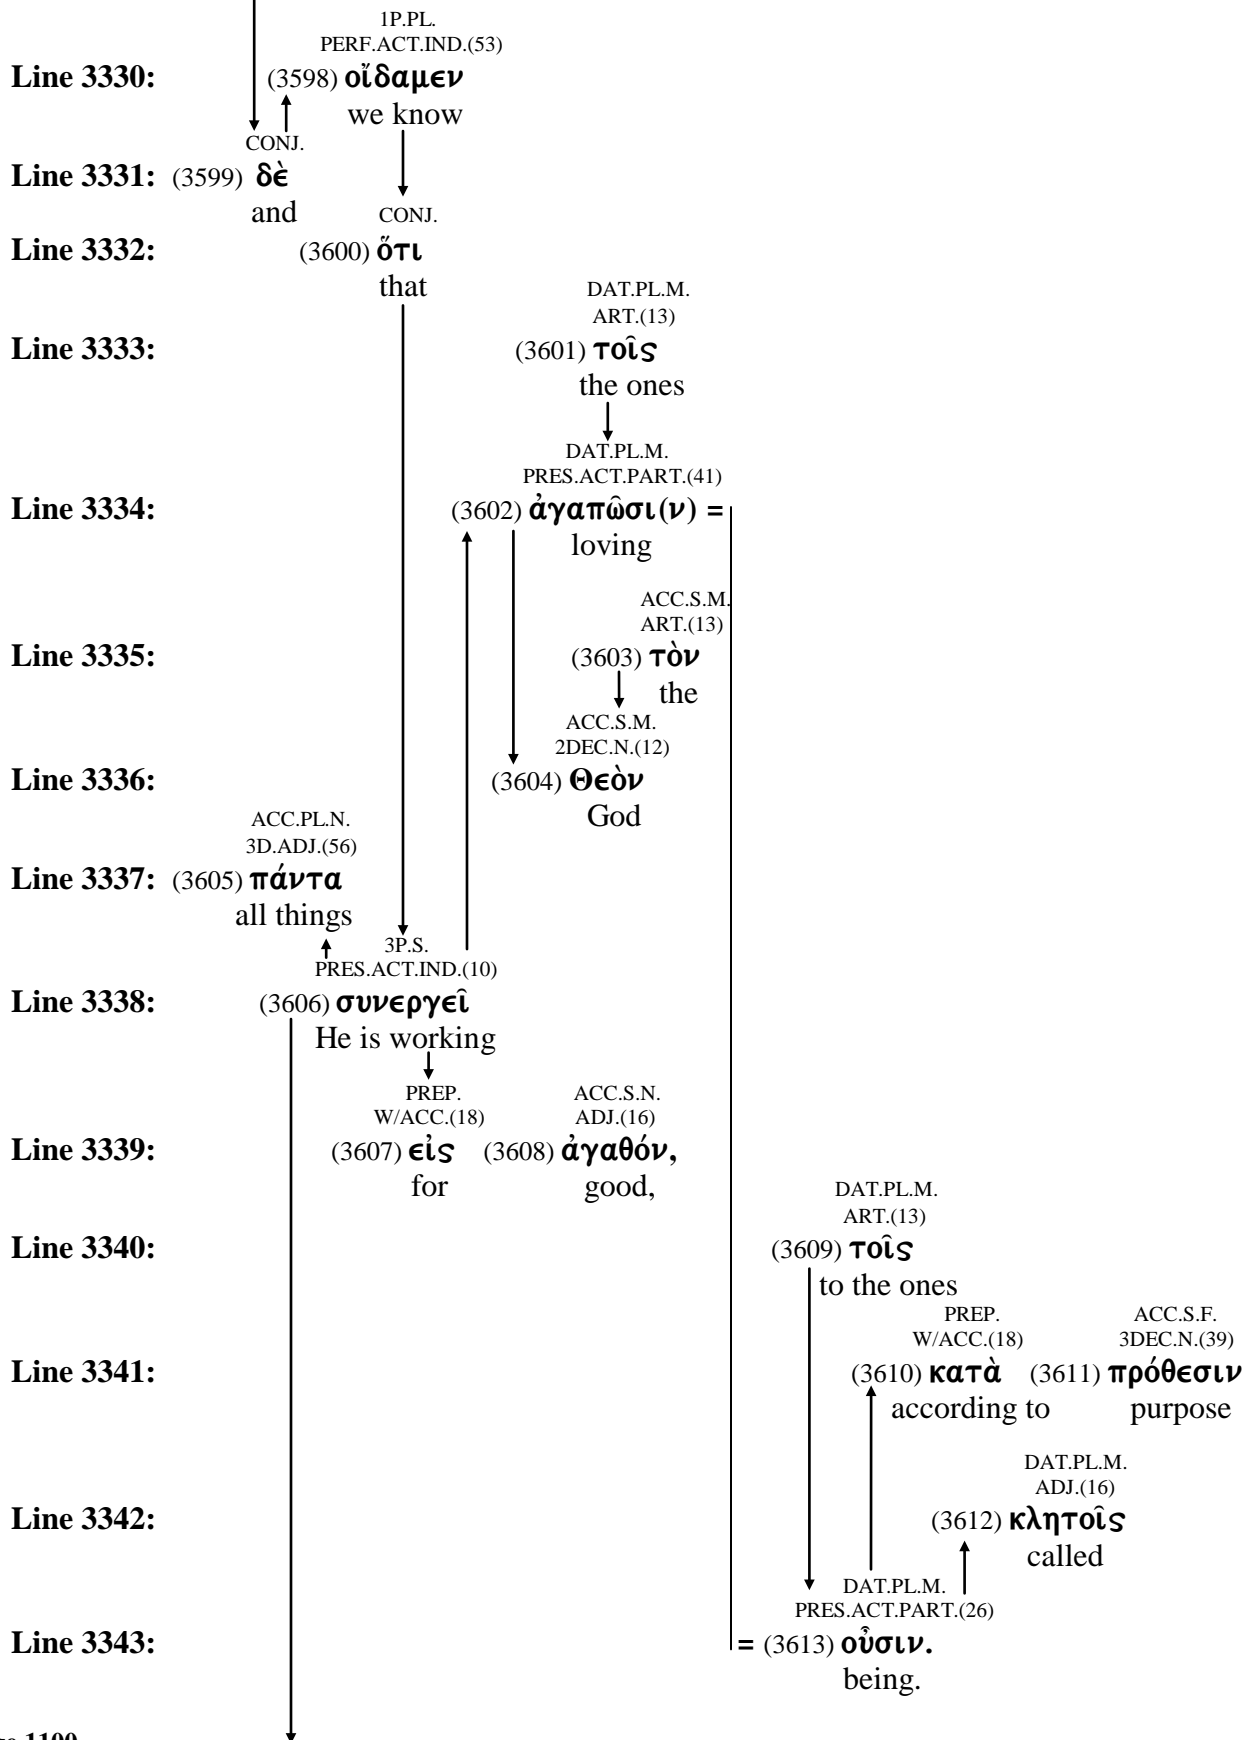 1P.PL.
PERF.ACT.IND.(53)
Line 3330: (3598) οἴδαμεν
we know
CONJ.
Line 3331: (3599) δὲ
and CONJ.
Line 3332: (3600) ὅτι
that DAT.PL.M.
ART.(13)
Line 3333: (3601) τοῖς
the ones
DAT.PL.M.
PRES.ACT.PART.(41)
Line 3334: (3602) ἀγαπῶσι(ν) =
loving
ACC.S.M.
ART.(13)
Line 3335: (3603) τὸν
the
ACC.S.M.
2DEC.N.(12)
Line 3336: (3604) Θεὸν
God
ACC.PL.N.
3D.ADJ.(56)
Line 3337: (3605) πάντα
all things
3P.S.
PRES.ACT.IND.(10)
Line 3338: (3606) συνεργεῖ
He is working
PREP. ACC.S.N.
W/ACC.(18) ADJ.(16)
Line 3339: (3607) εἰς (3608) ἀγαθόν,
for good,
DAT.PL.M.
ART.(13)
Line 3340: (3609) τοῖς
to the ones
PREP. ACC.S.F.
W/ACC.(18) 3DEC.N.(39)
Line 3341: (3610) κατὰ (3611) πρόθεσιν
according to purpose
DAT.PL.M.
ADJ.(16)
Line 3342: (3612) κλητοῖς
called
DAT.PL.M.
PRES.ACT.PART.(26)
Line 3343: = (3613) οὖσιν.
being.